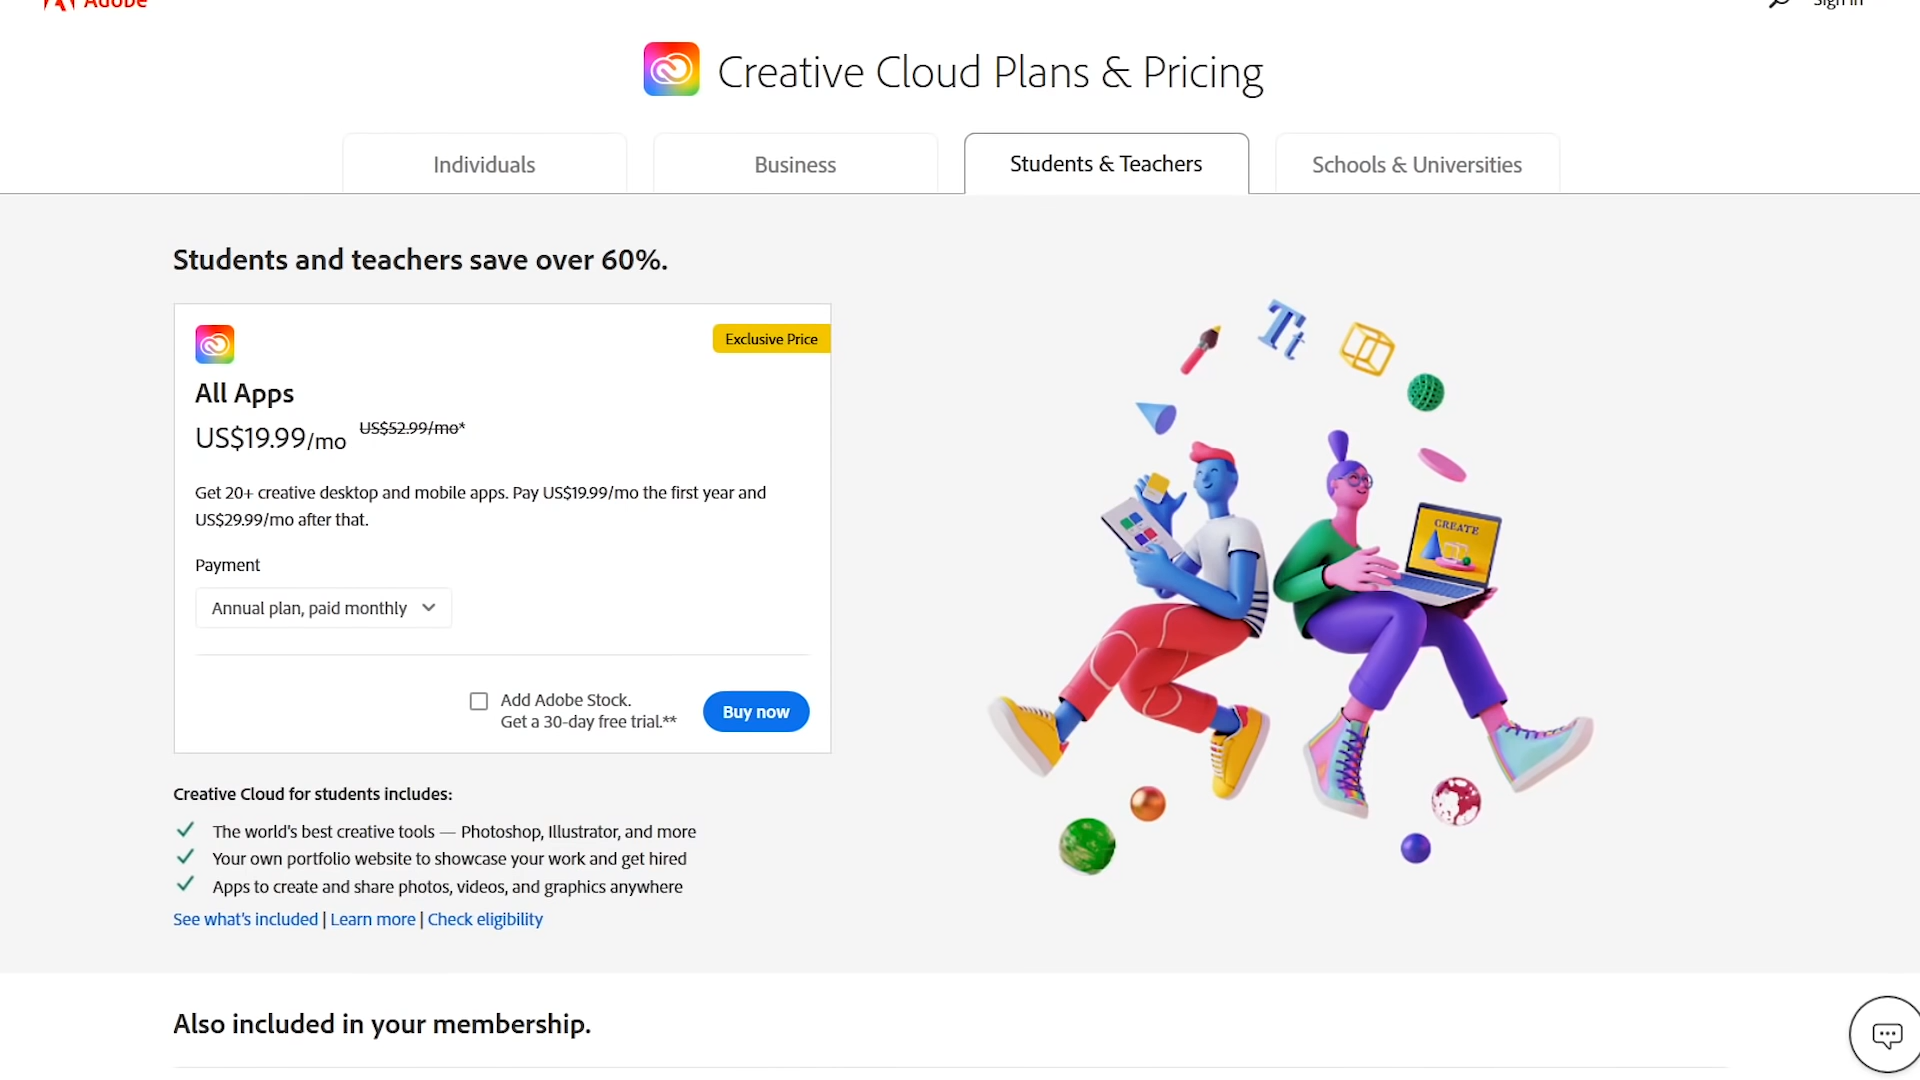 Adobe
Sign in
Creative Cloud Plans & Pricing
Individuals
Business
Students & Teachers
Schools & Universities
Students and teachers save over 60%.
Exclusive Price
All Apps
US$19.99/mo US$52.99/mo*
Get 20+ creative desktop and mobile apps. Pay US$19.99/mo the first year and
US$29.99/mo after that.
Payment
Annual plan, paid monthly
Add Adobe Stock.
Get a 30-day free trial.**
Buy now
Tt
CREATE
Creative Cloud for students includes:
The world's best creative tools — Photoshop, Illustrator, and more
Your own portfolio website to showcase your work and get hired
Apps to create and share photos, videos, and graphics anywhere
See what's included | Learn more | Check eligibility
Also included in your membership.